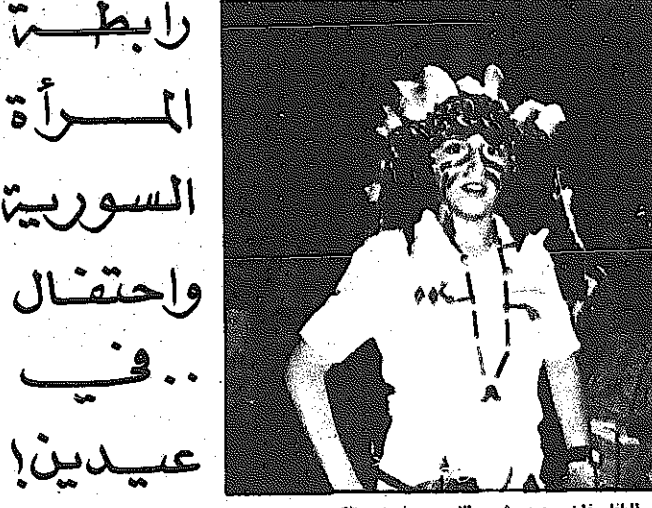 رابطة
المرأة
السورية
واحتفال
..في
عيدين!